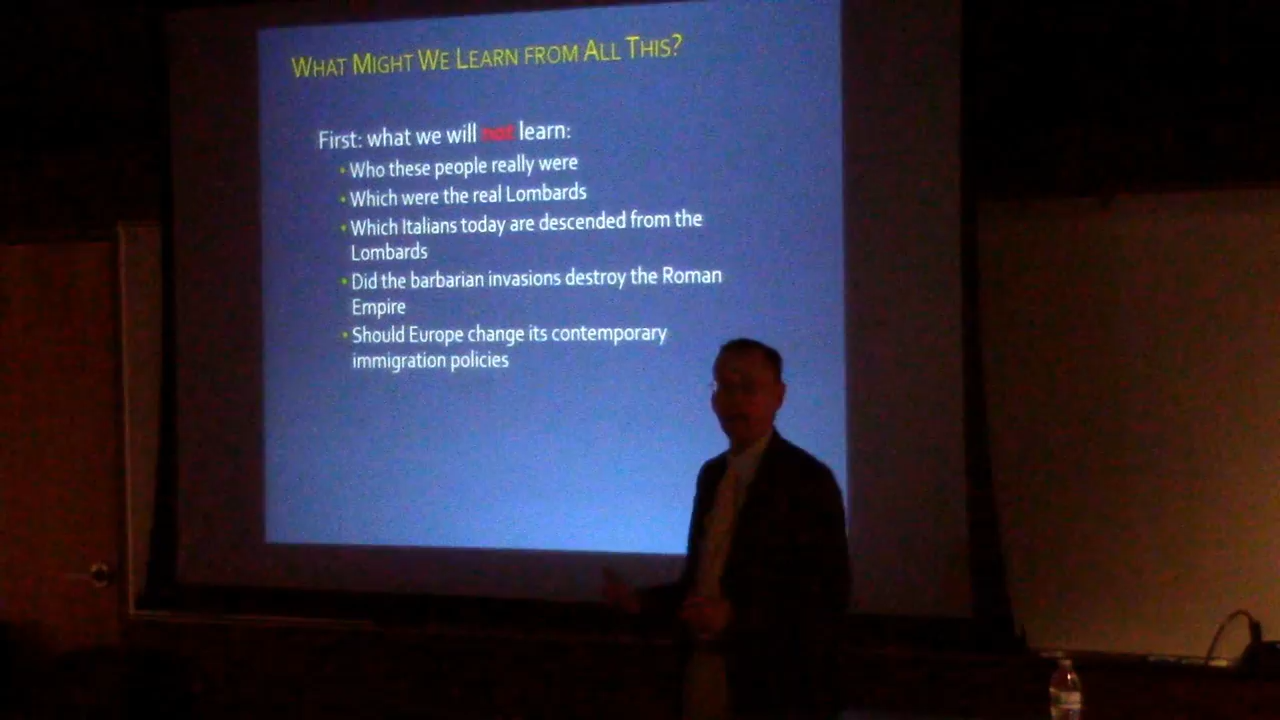 WHAT MIGHT WE LEARN FROM ALL THIS?
First: what we will not learn:
• Who these people really were
• Which were the real Lombards
• Which Italians today are descended from the
Lombards
• Did the barbarian invasions destroy the Roman
Empire
• Should Europe change its contemporary
immigration policies